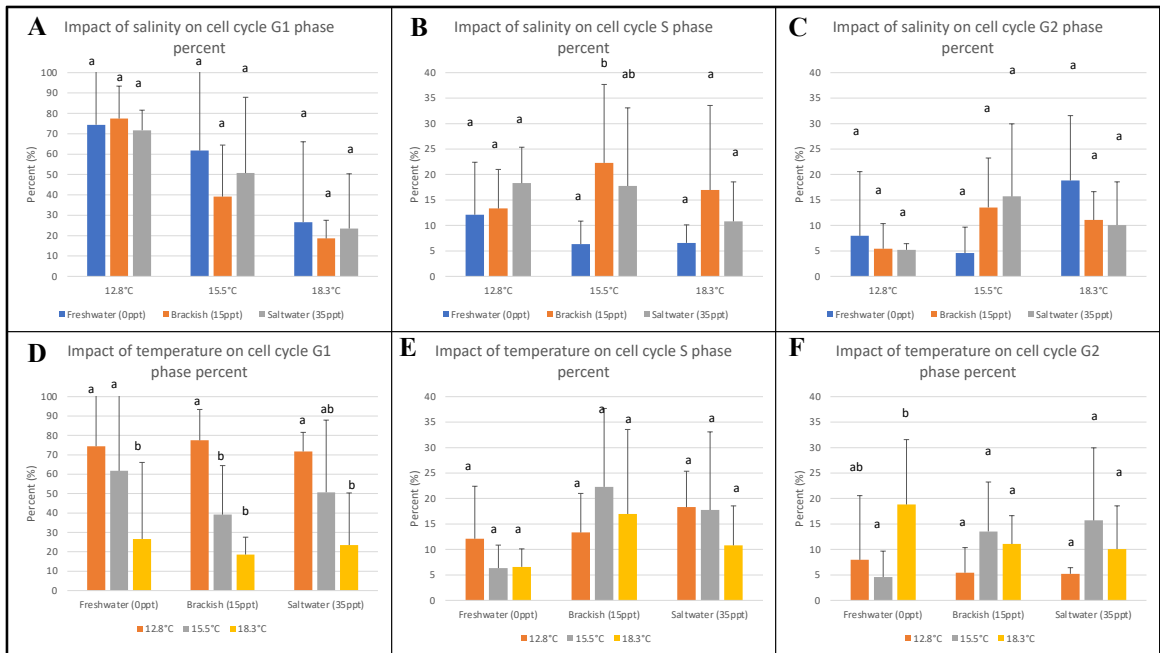 A
Impact of salinity on cell cycle G1 phase
percent
Percent (%)
100
90
80
70
60
50
40
30
20
10
0
a
a
a
a
a
a
a
a
a
12.8°C
15.5°C
18.3°C
Freshwater (0ppt)
Brackish (15ppt)
Saltwater (35ppt)
B
Impact of salinity on cell cycle S phase
percent
Percent (%)
40
35
30
25
20
15
10
5
0
a
a
a
a
b
ab
a
a
a
12.8°C
15.5°C
18.3°C
Freshwater (0ppt)
Brackish (15ppt)
Saltwater (35ppt)
C
Impact of salinity on cell cycle G2 phase
percent
Percent (%)
40
35
30
25
20
15
10
5
0
a
a
a
a
a
a
a
a
a
12.8°C
15.5°C
18.3°C
Freshwater (0ppt)
Brackish (15ppt)
Saltwater (35ppt)
D
Impact of temperature on cell cycle G1
phase percent
Percent (%)
100
90
80
70
60
50
40
30
20
10
0
a
a
b
a
b
b
a
ab
b
Freshwater (0ppt)
Brackish (15ppt)
Saltwater (35ppt)
12.8°C
15.5°C
18.3°C
E
Impact of temperature on cell cycle S phase
percent
Percent (%)
40
35
30
25
20
15
10
5
0
a
a
a
a
a
a
a
a
a
Freshwater (0ppt)
Brackish (15ppt)
Saltwater (35ppt)
12.8°C
15.5°C
18.3°C
F
Impact of temperature on cell cycle G2
phase percent
Percent (%)
40
35
30
25
20
15
10
5
0
ab
a
b
a
a
a
a
a
a
Freshwater (0ppt)
Brackish (15ppt)
Saltwater (35ppt)
12.8°C
15.5°C
18.3°C